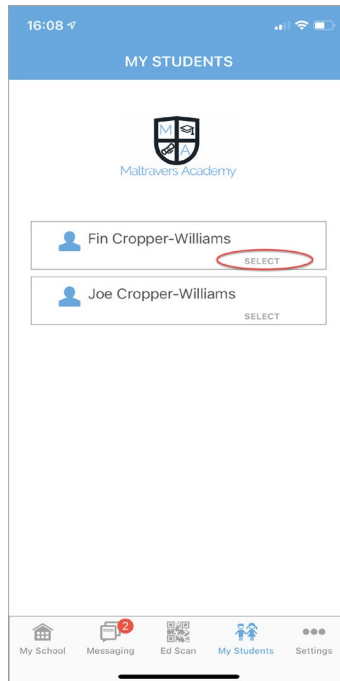 16:08
MY STUDENTS
M
A
Maltravers Academy
Fin Cropper-Williams
SELECT
Joe Cropper-Williams
SELECT
2
My School Messaging Ed Scan My Students Settings